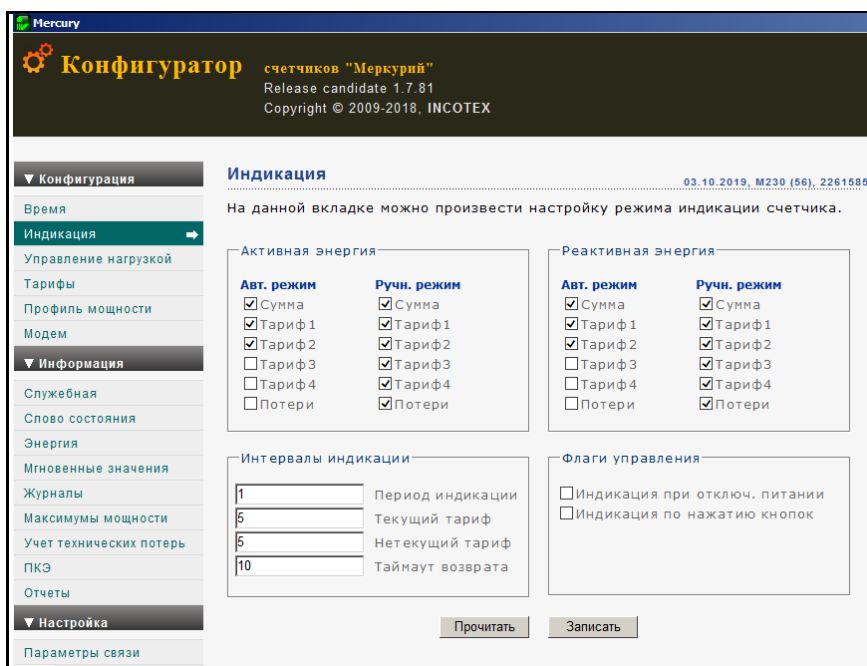 Mercury
Конфигуратор счетчиков "Меркурий"
Release candidate 1.7.81
Copyright © 2009-2018, INCOTEX
▼ Конфигурация
Время
Индикация
Управление нагрузкой
Тарифы
Профиль мощности
Модем
▼ Информация
Служебная
Слово состояния
Энергия
Мгновенные значения
Журналы
Максимумы мощности
Учет технических потерь
ПКЭ
Отчеты
▼ Настройка
Параметры связи
Индикация
03.10.2019, M230 (56), 2261585
На данной вкладке можно произвести настройку режима индикации счетчика.
Активная энергия
Авт. режим Ручн. режим
Сумма Сумма
Тариф1 Тариф1
Тариф2 Тариф2
Тариф3 Тариф3
Тариф4 Тариф4
Потери Потери
Реактивная энергия
Авт. режим Ручн. режим
Сумма Сумма
Тариф1 Тариф1
Тариф2 Тариф2
Тариф3 Тариф3
Тариф4 Тариф4
Потери Потери
Интервалы индикации
1 Период индикации
5 Текущий тариф
5 Нетекущий тариф
10 Таймаут возврата
Флаги управления
Индикация при отключ. питании
Индикация по нажатию кнопок
Прочитать Записать